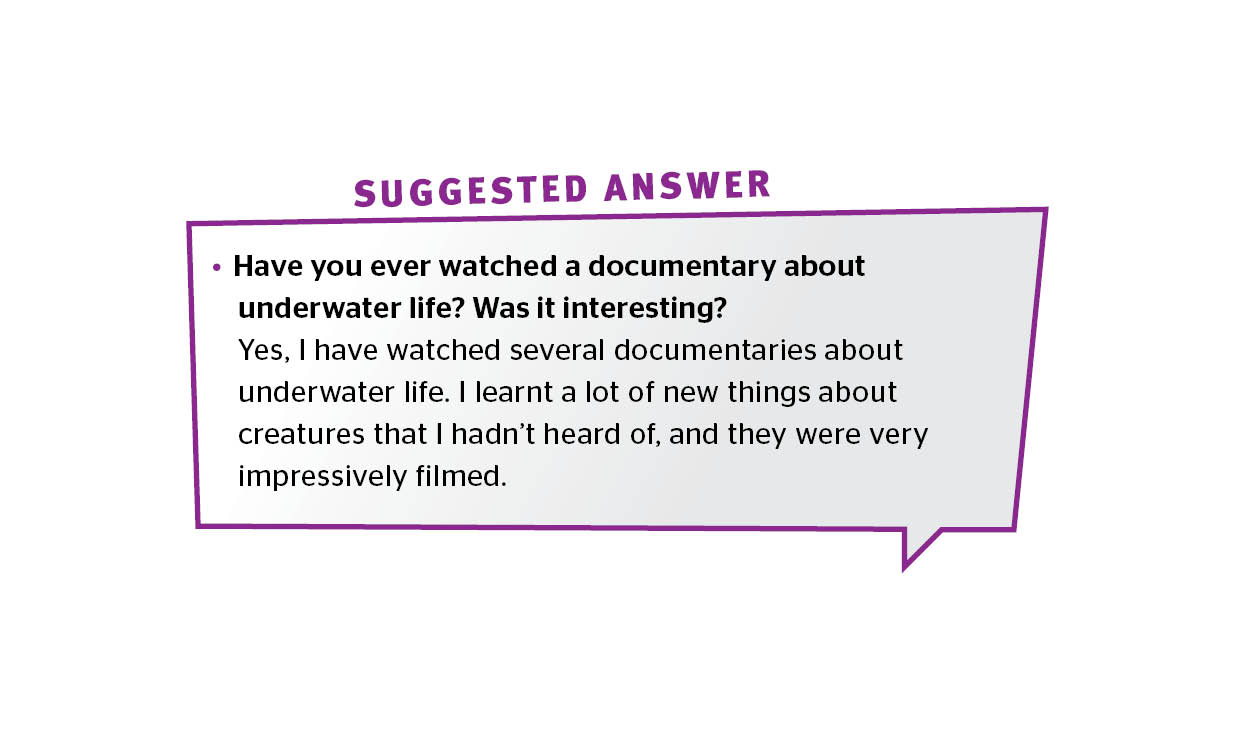 SUGGESTED ANSWER
• Have you ever watched a documentary about
underwater life? Was it interesting?
Yes, I have watched several documentaries about
underwater life. I learnt a lot of new things about
creatures that I hadn’t heard of, and they were very
impressively filmed.